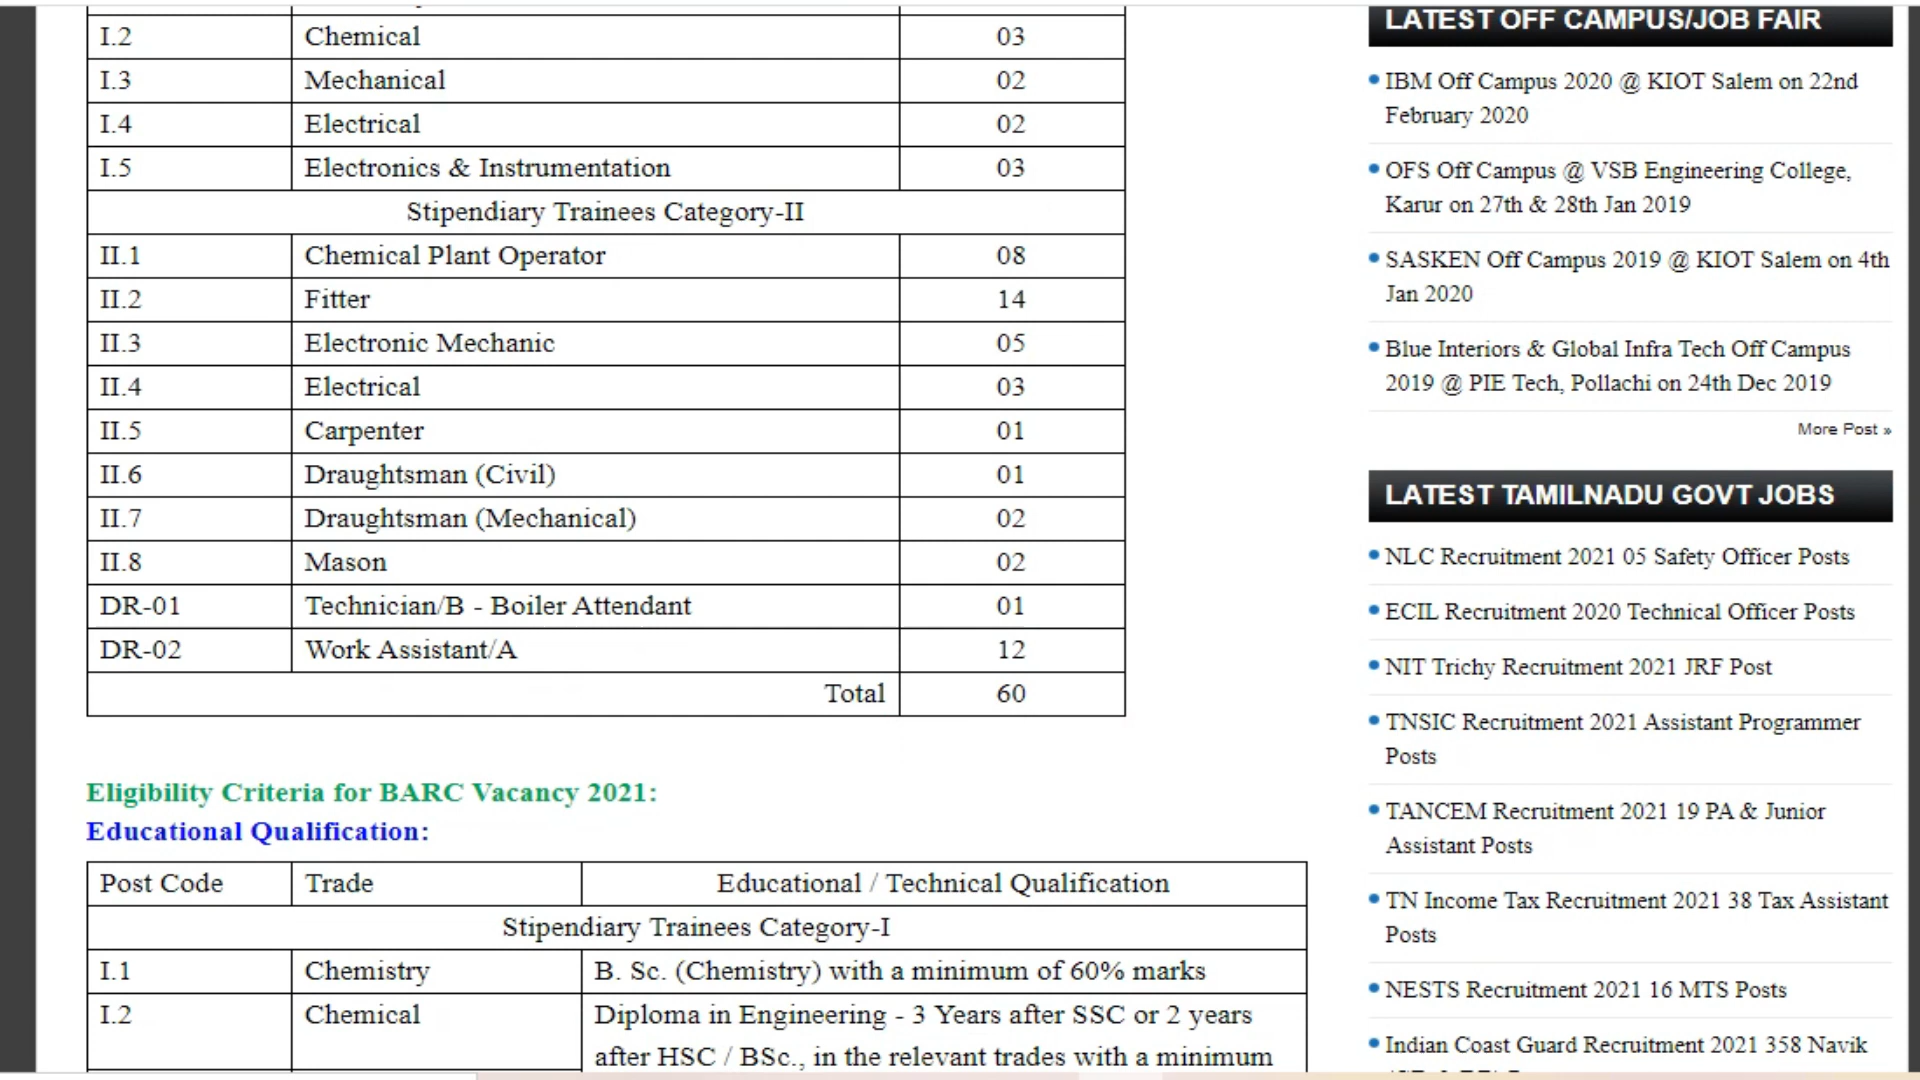 I.2 Chemical 03
I.3 Mechanical 02
I.4 Electrical 02
I.5 Electronics & Instrumentation 03
Stipendiary Trainees Category-II
II.1 Chemical Plant Operator 08
II.2 Fitter 14
II.3 Electronic Mechanic 05
II.4 Electrical 03
II.5 Carpenter 01
II.6 Draughtsman (Civil) 01
II.7 Draughtsman (Mechanical) 02
II.8 Mason 02
DR-01 Technician/B - Boiler Attendant 01
DR-02 Work Assistant/A 12
Total 60
Eligibility Criteria for BARC Vacancy 2021:
Educational Qualification:
Post Code Trade Educational / Technical Qualification
Stipendiary Trainees Category-I
I.1 Chemistry B. Sc. (Chemistry) with a minimum of 60% marks
I.2 Chemical Diploma in Engineering - 3 Years after SSC or 2 years
after HSC / BSc., in the relevant trades with a minimum
LATEST OFF CAMPUS/JOB FAIR
IBM Off Campus 2020 @ KIOT Salem on 22nd
February 2020
OFS Off Campus @ VSB Engineering College,
Karur on 27th & 28th Jan 2019
SASKEN Off Campus 2019 @ KIOT Salem on 4th
Jan 2020
Blue Interiors & Global Infra Tech Off Campus
2019 @ PIE Tech, Pollachi on 24th Dec 2019
More Post »
LATEST TAMILNADU GOVT JOBS
NLC Recruitment 2021 05 Safety Officer Posts
ECIL Recruitment 2020 Technical Officer Posts
NIT Trichy Recruitment 2021 JRF Post
TNSIC Recruitment 2021 Assistant Programmer
Posts
TANCEM Recruitment 2021 19 PA & Junior
Assistant Posts
TN Income Tax Recruitment 2021 38 Tax Assistant
Posts
NESTS Recruitment 2021 16 MTS Posts
Indian Coast Guard Recruitment 2021 358 Navik